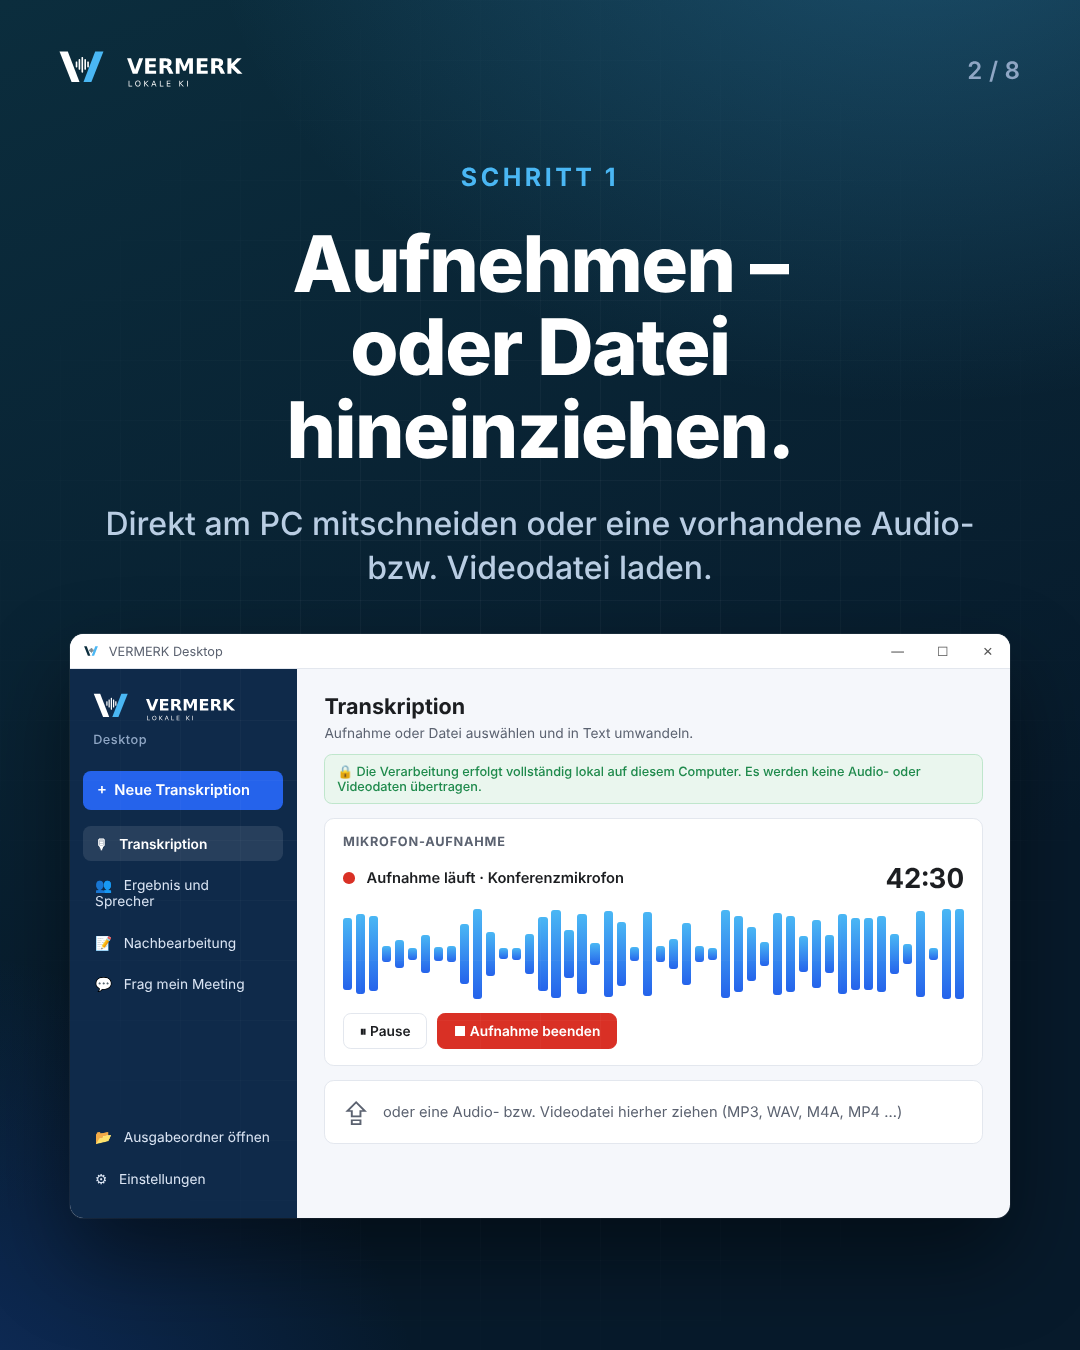 VERMERK
LOKALE KI
2 / 8
SCHRITT 1
Aufnehmen –
oder Datei
hineinziehen.
Direkt am PC mitschneiden oder eine vorhandene Audio-
bzw. Videodatei laden.
VERMERK Desktop
VERMERK
LOKALE KI
Desktop
+ Neue Transkription
Transkription
Ergebnis und
Sprecher
Nachbearbeitung
Frag mein Meeting
Ausgabeordner öffnen
Einstellungen
Transkription
Aufnahme oder Datei auswählen und in Text umwandeln.
Die Verarbeitung erfolgt vollständig lokal auf diesem Computer. Es werden keine Audio- oder
Videodaten übertragen.
MIKROFON-AUFNAHME
Aufnahme läuft · Konferenzmikrofon
42:30
Pause
Aufnahme beenden
oder eine Audio- bzw. Videodatei hierher ziehen (MP3, WAV, M4A, MP4 …)